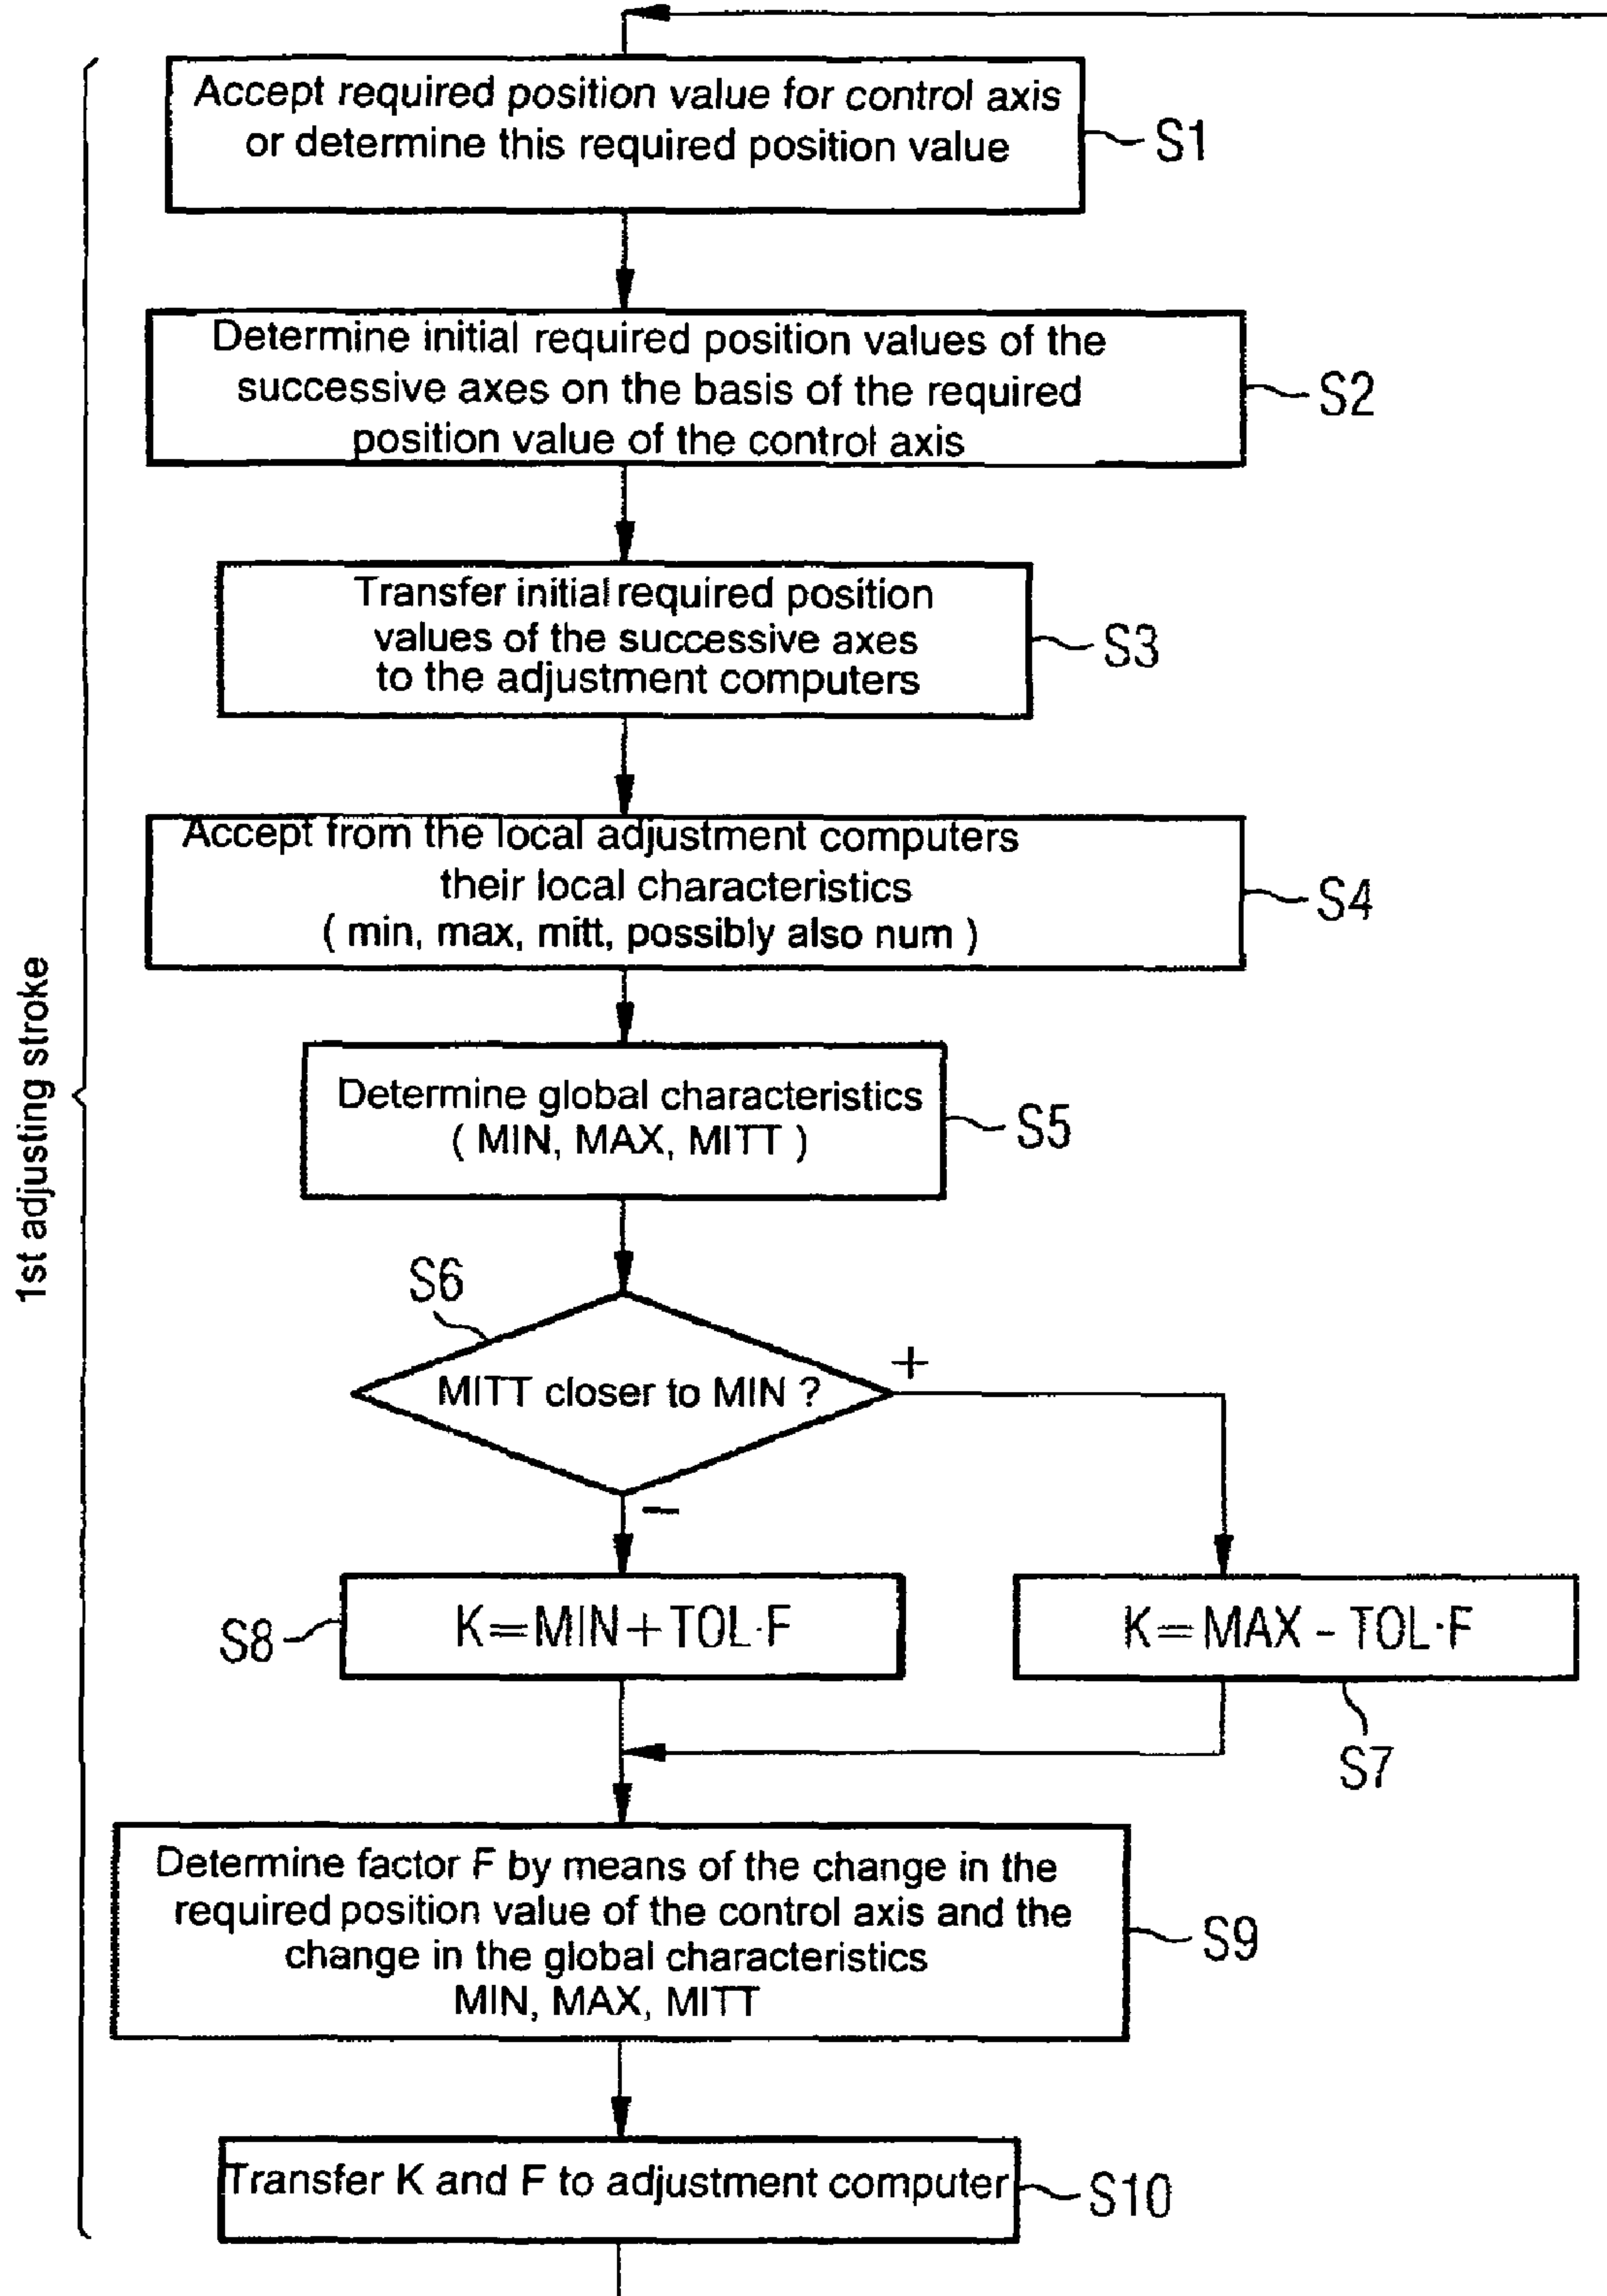 Accept required position value for control axis
or determine this required position value
S1
Determine initial required position values of the
successive axes on the basis of the required
position value of the control axis
S2
Transfer initial required position
values of the successive axes
to the adjustment computers
S3
Accept from the local adjustment computers
their local characteristics
( min, max, mitt, possibly also num )
S4
1st adjusting stroke
Determine global characteristics
( MIN, MAX, MITT )
S5
S6
MITT closer to MIN ?
+
−
S8
K=MIN+TOL·F
K=MAX - TOL·F
S7
Determine factor F by means of the change in the
required position value of the control axis and the
change in the global characteristics
MIN, MAX, MITT
S9
Transfer K and F to adjustment computer
S10